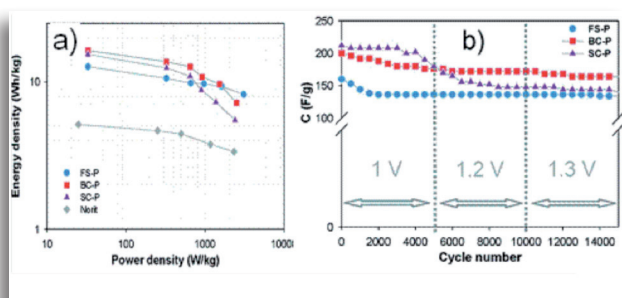 a)
Energy density (Wh/kg)
10
1
FS-P
BC-P
SC-P
Norit
10
100
1000
1000
Power density (W/kg)
b)
FS-P
BC-P
SC-P
C (F/g)
250
200
150
100
0
1 V
1.2 V
1.3 V
0
2000
4000
6000
8000
10000
12000
14000
Cycle number